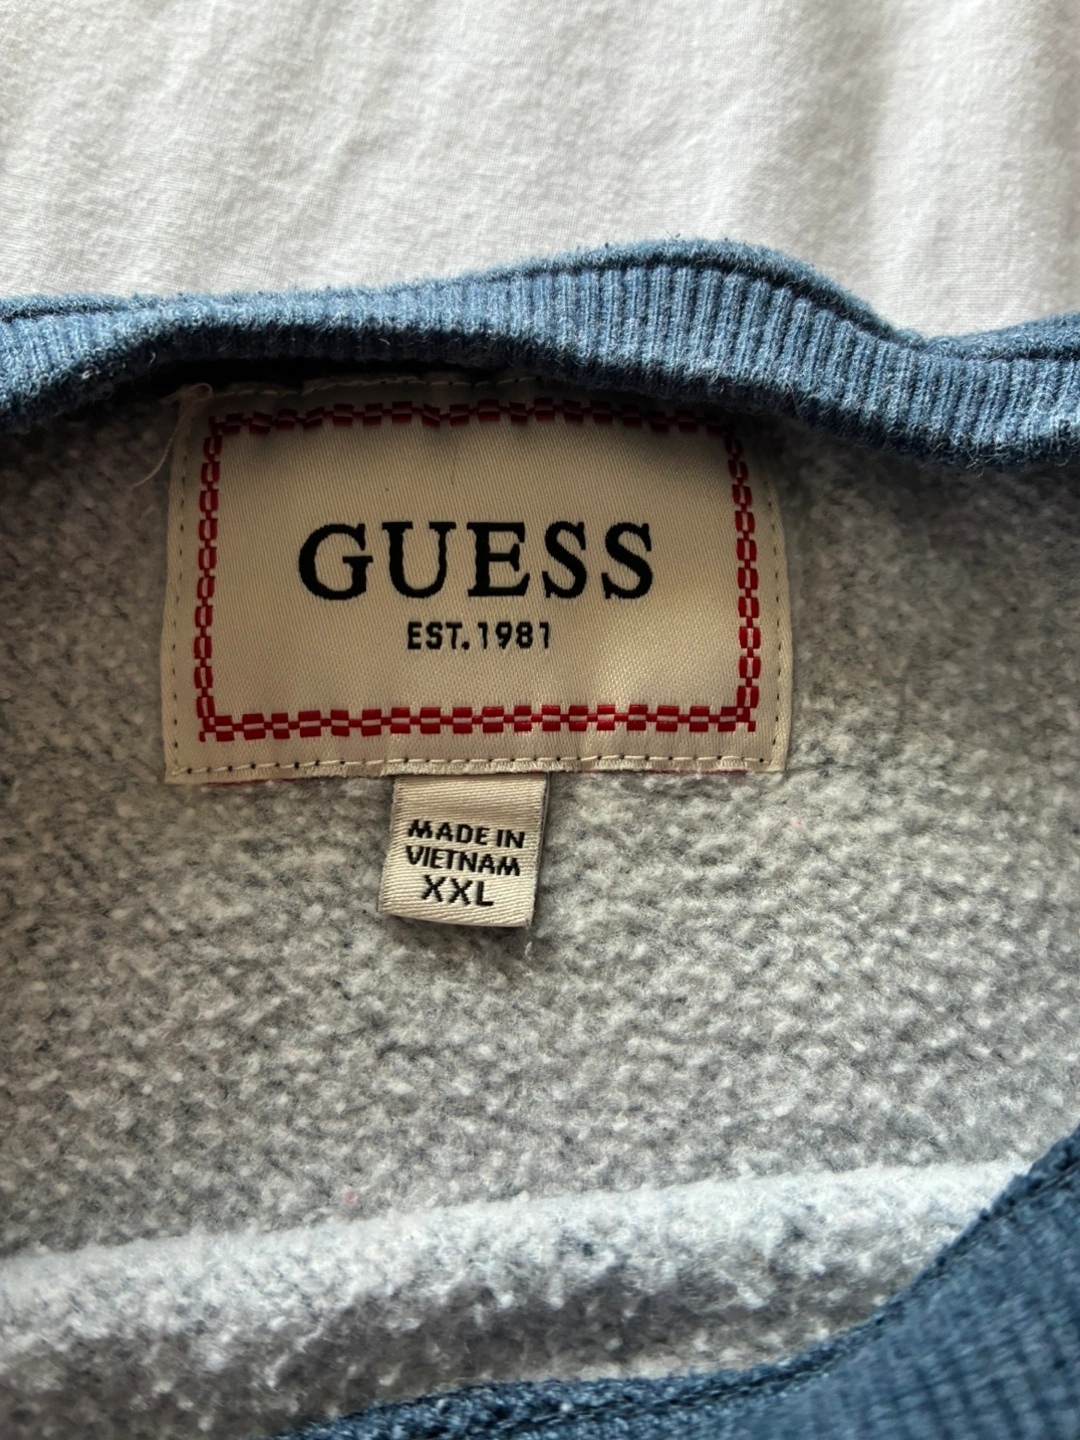 GUESS
EST. 1981
MADE IN
VIETNAM
XXL